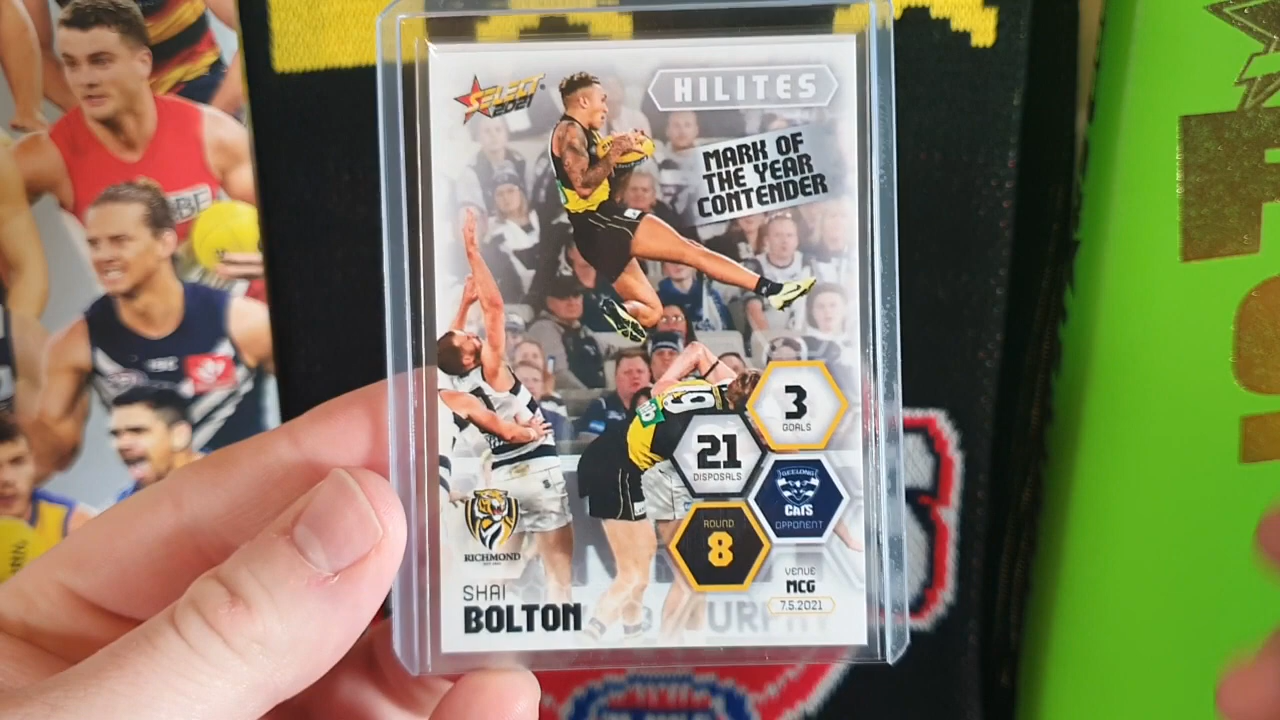 SELECT
2021
HILITES
MARK OF
THE YEAR
CONTENDER
19
3
GOALS
21
DISPOSALS
GEELONG
CATS
OPPONENT
ROUND
8
RICHMOND
VENUE
MCG
7.5.2021
SHAI
BOLTON